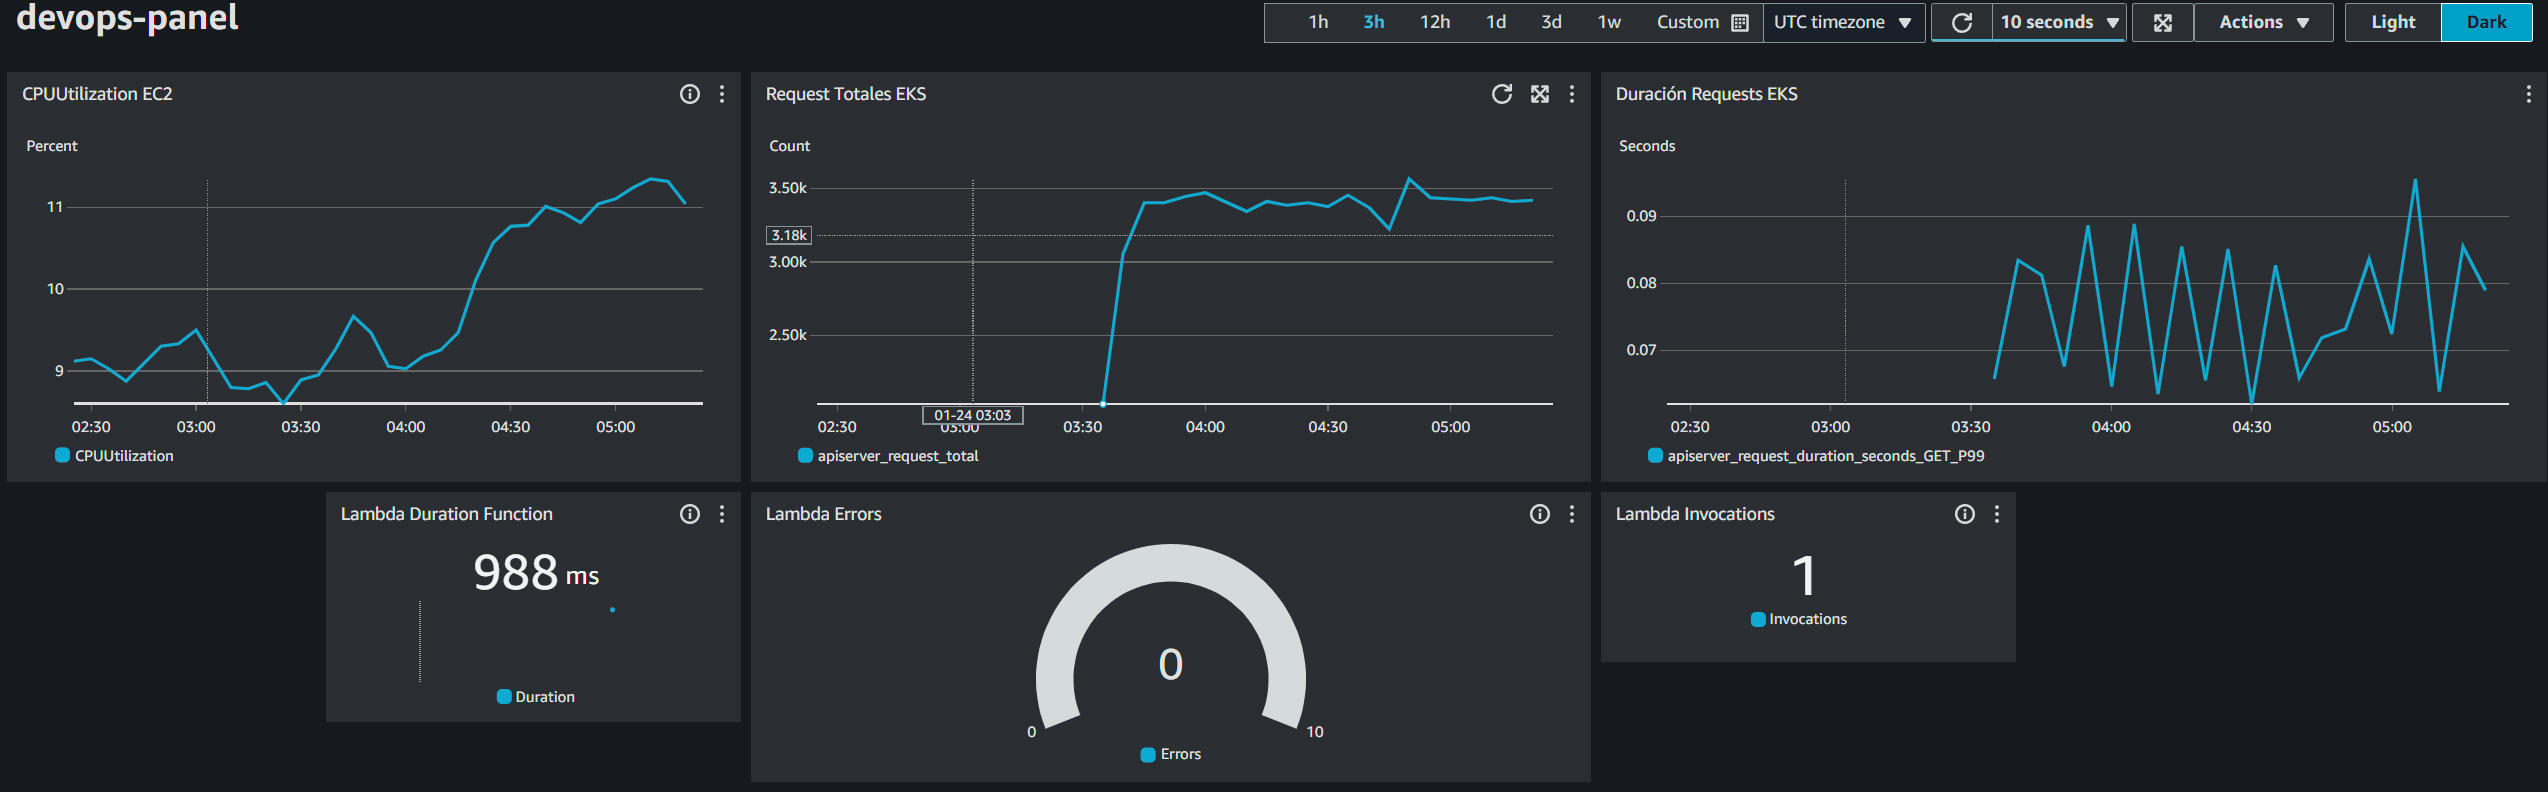 devops-panel
1h 3h 12h 1d 3d 1w Custom UTC timezone 10 seconds Actions Light Dark
CPUUtilization EC2
Percent
11
10
9
02:30 03:00 03:30 04:00 04:30 05:00
CPUUtilization
Request Totales EKS
Count
3.50k
3.18k
3.00k
2.50k
01-24 03:03
02:30 03:00 03:30 04:00 04:30 05:00
apiserver_request_total
Duración Requests EKS
Seconds
0.09
0.08
0.07
02:30 03:00 03:30 04:00 04:30 05:00
apiserver_request_duration_seconds_GET_P99
Lambda Duration Function
988 ms
Duration
Lambda Errors
0
0 10
Errors
Lambda Invocations
1
Invocations